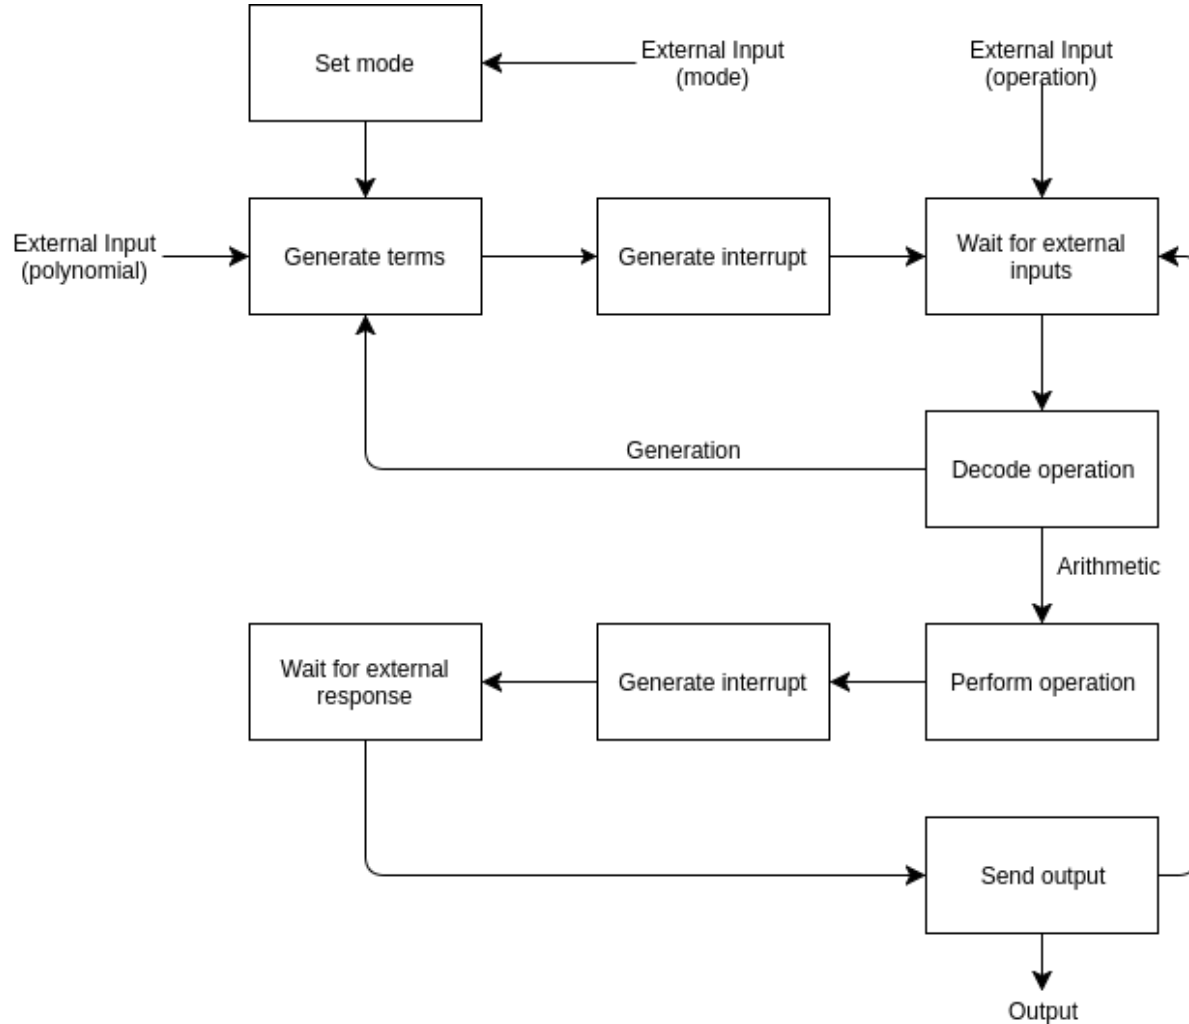 Set mode
External Input
(mode)
External Input
(operation)
External Input
(polynomial)
Generate terms
Generate interrupt
Wait for external
inputs
Generation
Decode operation
Arithmetic
Wait for external
response
Generate interrupt
Perform operation
Send output
Output